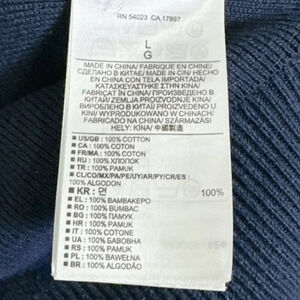 RN 54023 CA 17897
L
G
MADE IN CHINA/ FABRIQUE EN CHINE/
СДЕЛАНО В КИТАЕ/ MADE IN/ HECHO
EN CHINA CON TELA IMPORTADA/
ΚΑΤΑΣΚΕΥΑΣΤΗΚΕ ΣΤΗΝ ΚΙΝΑ/
FABRICAT ÎN CHINA/ ПРОИЗВЕДЕНО В
КИТАЙ/ZEMLJA PROIZVODNJE KINA/
ВИРОБЛЕНО В КИТАЇ/PROIZVEDENO U
KINI/ WYPRODUKOWANO W CHINACH/
FABRICADO NA CHINA/ SZÁRMAZÁSI
HELY: KÍNA/ 中國製造
▪ US/GB : 100% COTTON
▪ CA : 100% COTON
▪ FR/MA : 100% COTON
▪ RU : 100% ХЛОПОК
▪ TR : 100% PAMUK
▪ CL/CO/MX/PA/PE/UY/AR/PY/CR/ES :
100% ALGODON
▪ KR : 면 100%
▪ EL : 100% ΒΑΜΒΑΚΕΡΟ
▪ RO : 100% BUMBAC
▪ BG : 100% ПАМУК
▪ HR : 100% PAMUK
▪ IT : 100% COTONE
▪ UA : 100% БАВОВНА
▪ RS : 100% PAMUK
▪ PL : 100% BAWEŁNA
▪ BR : 100% ALGODÃO